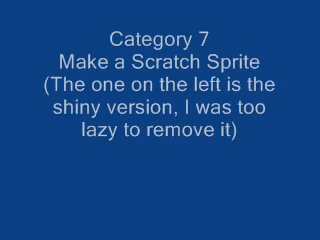 Category 7
Make a Scratch Sprite
(The one on the left is the
shiny version, I was too
lazy to remove it)